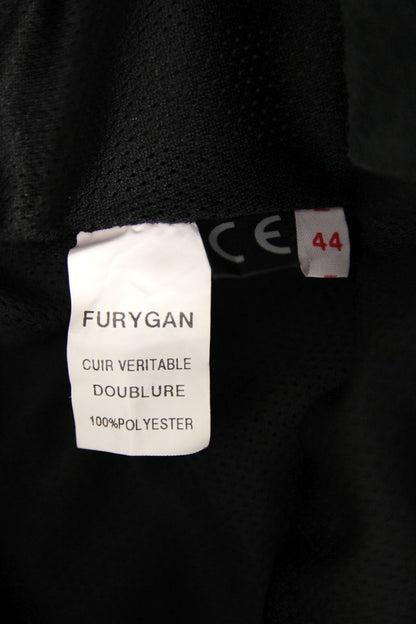 CE
44
FURYGAN
CUIR VERITABLE
DOUBLURE
100%POLYESTER